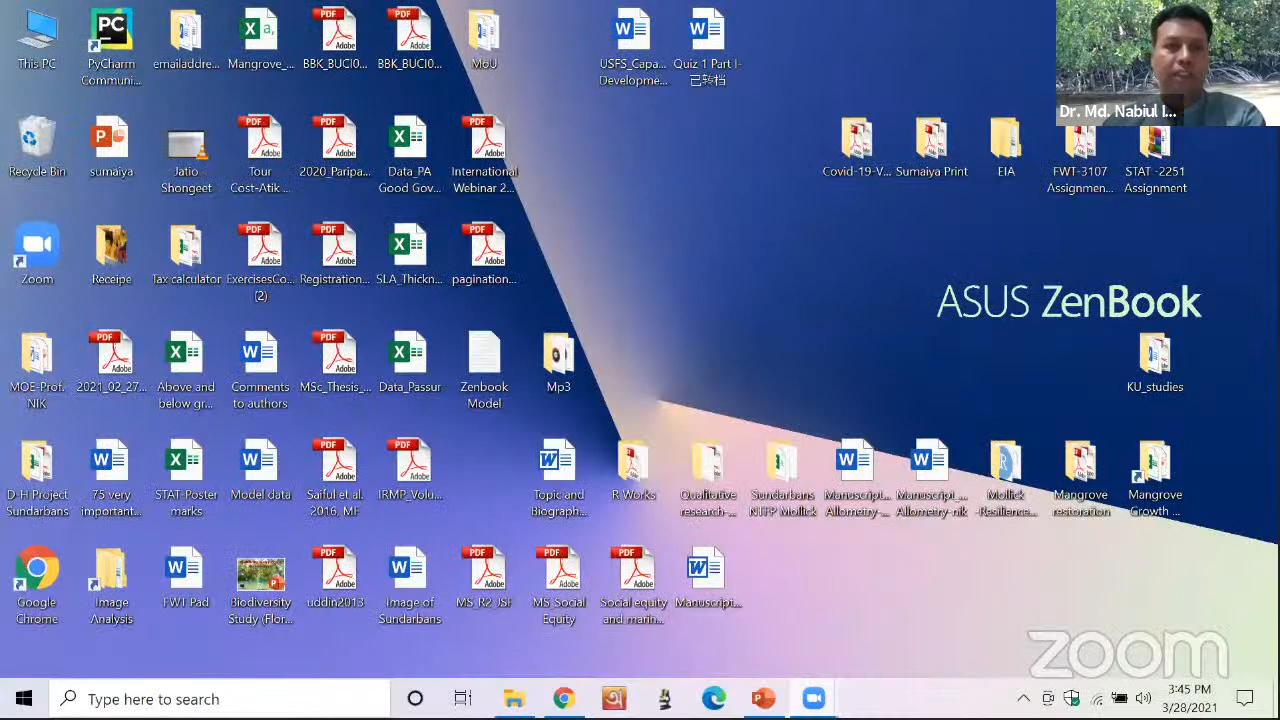 This PC
PyCharm
Communi...
emailaddre...
Mangrove_...
BBK_BUCI0...
BBK_BUCI0...
M6U
USFS_Capa...
Developme...
Quiz 1 Part I-
已转档
Dr. Md. Nabiul I...
Recycle Bin
sumaiya
Jatio
Shongeet
Tour
Cost-Atik ...
2020_Paripa...
Data_PA
Good Gov...
International
Webinar 2...
Covid-19-V...
Sumaiya Print
EIA
FWT-3107
Assignmen...
STAT -2251
Assignment
Zoom
Receipe
Tax calculator
ExercisesCo...
(2)
Registration...
SLA_Thickn...
pagination...
ASUS ZenBook
MOE-Prof.
NIK
2021_02_27...
Above and
below gr...
Comments
to authors
MSc_Thesis_...
Data_Passur
Zenbook
Model
Mp3
KU_studies
D-H Project
Sundarbans
75 very
important...
STAT-Poster
marks
Model data
Saiful et al.
2016, MF
IRMP_Volu...
Topic and
Biograph...
R Works
Qualitative
research-...
Sundarbans
NTFP Mollick
Manuscript...
Allometry-...
Manuscript_...
Allometry-nik
Mollick
-Resilience...
Mangrove
restoration
Mangrove
Growth ...
Google
Chrome
Image
Analysis
FWT Pad
Biodiversity
Study (Flor...
uddin2013
Image of
Sundarbans
MS_R2_JSF
MS_Social
Equity
Social equity
and marin...
Manuscript...
zoom
Type here to search
3:45 PM
3/28/2021